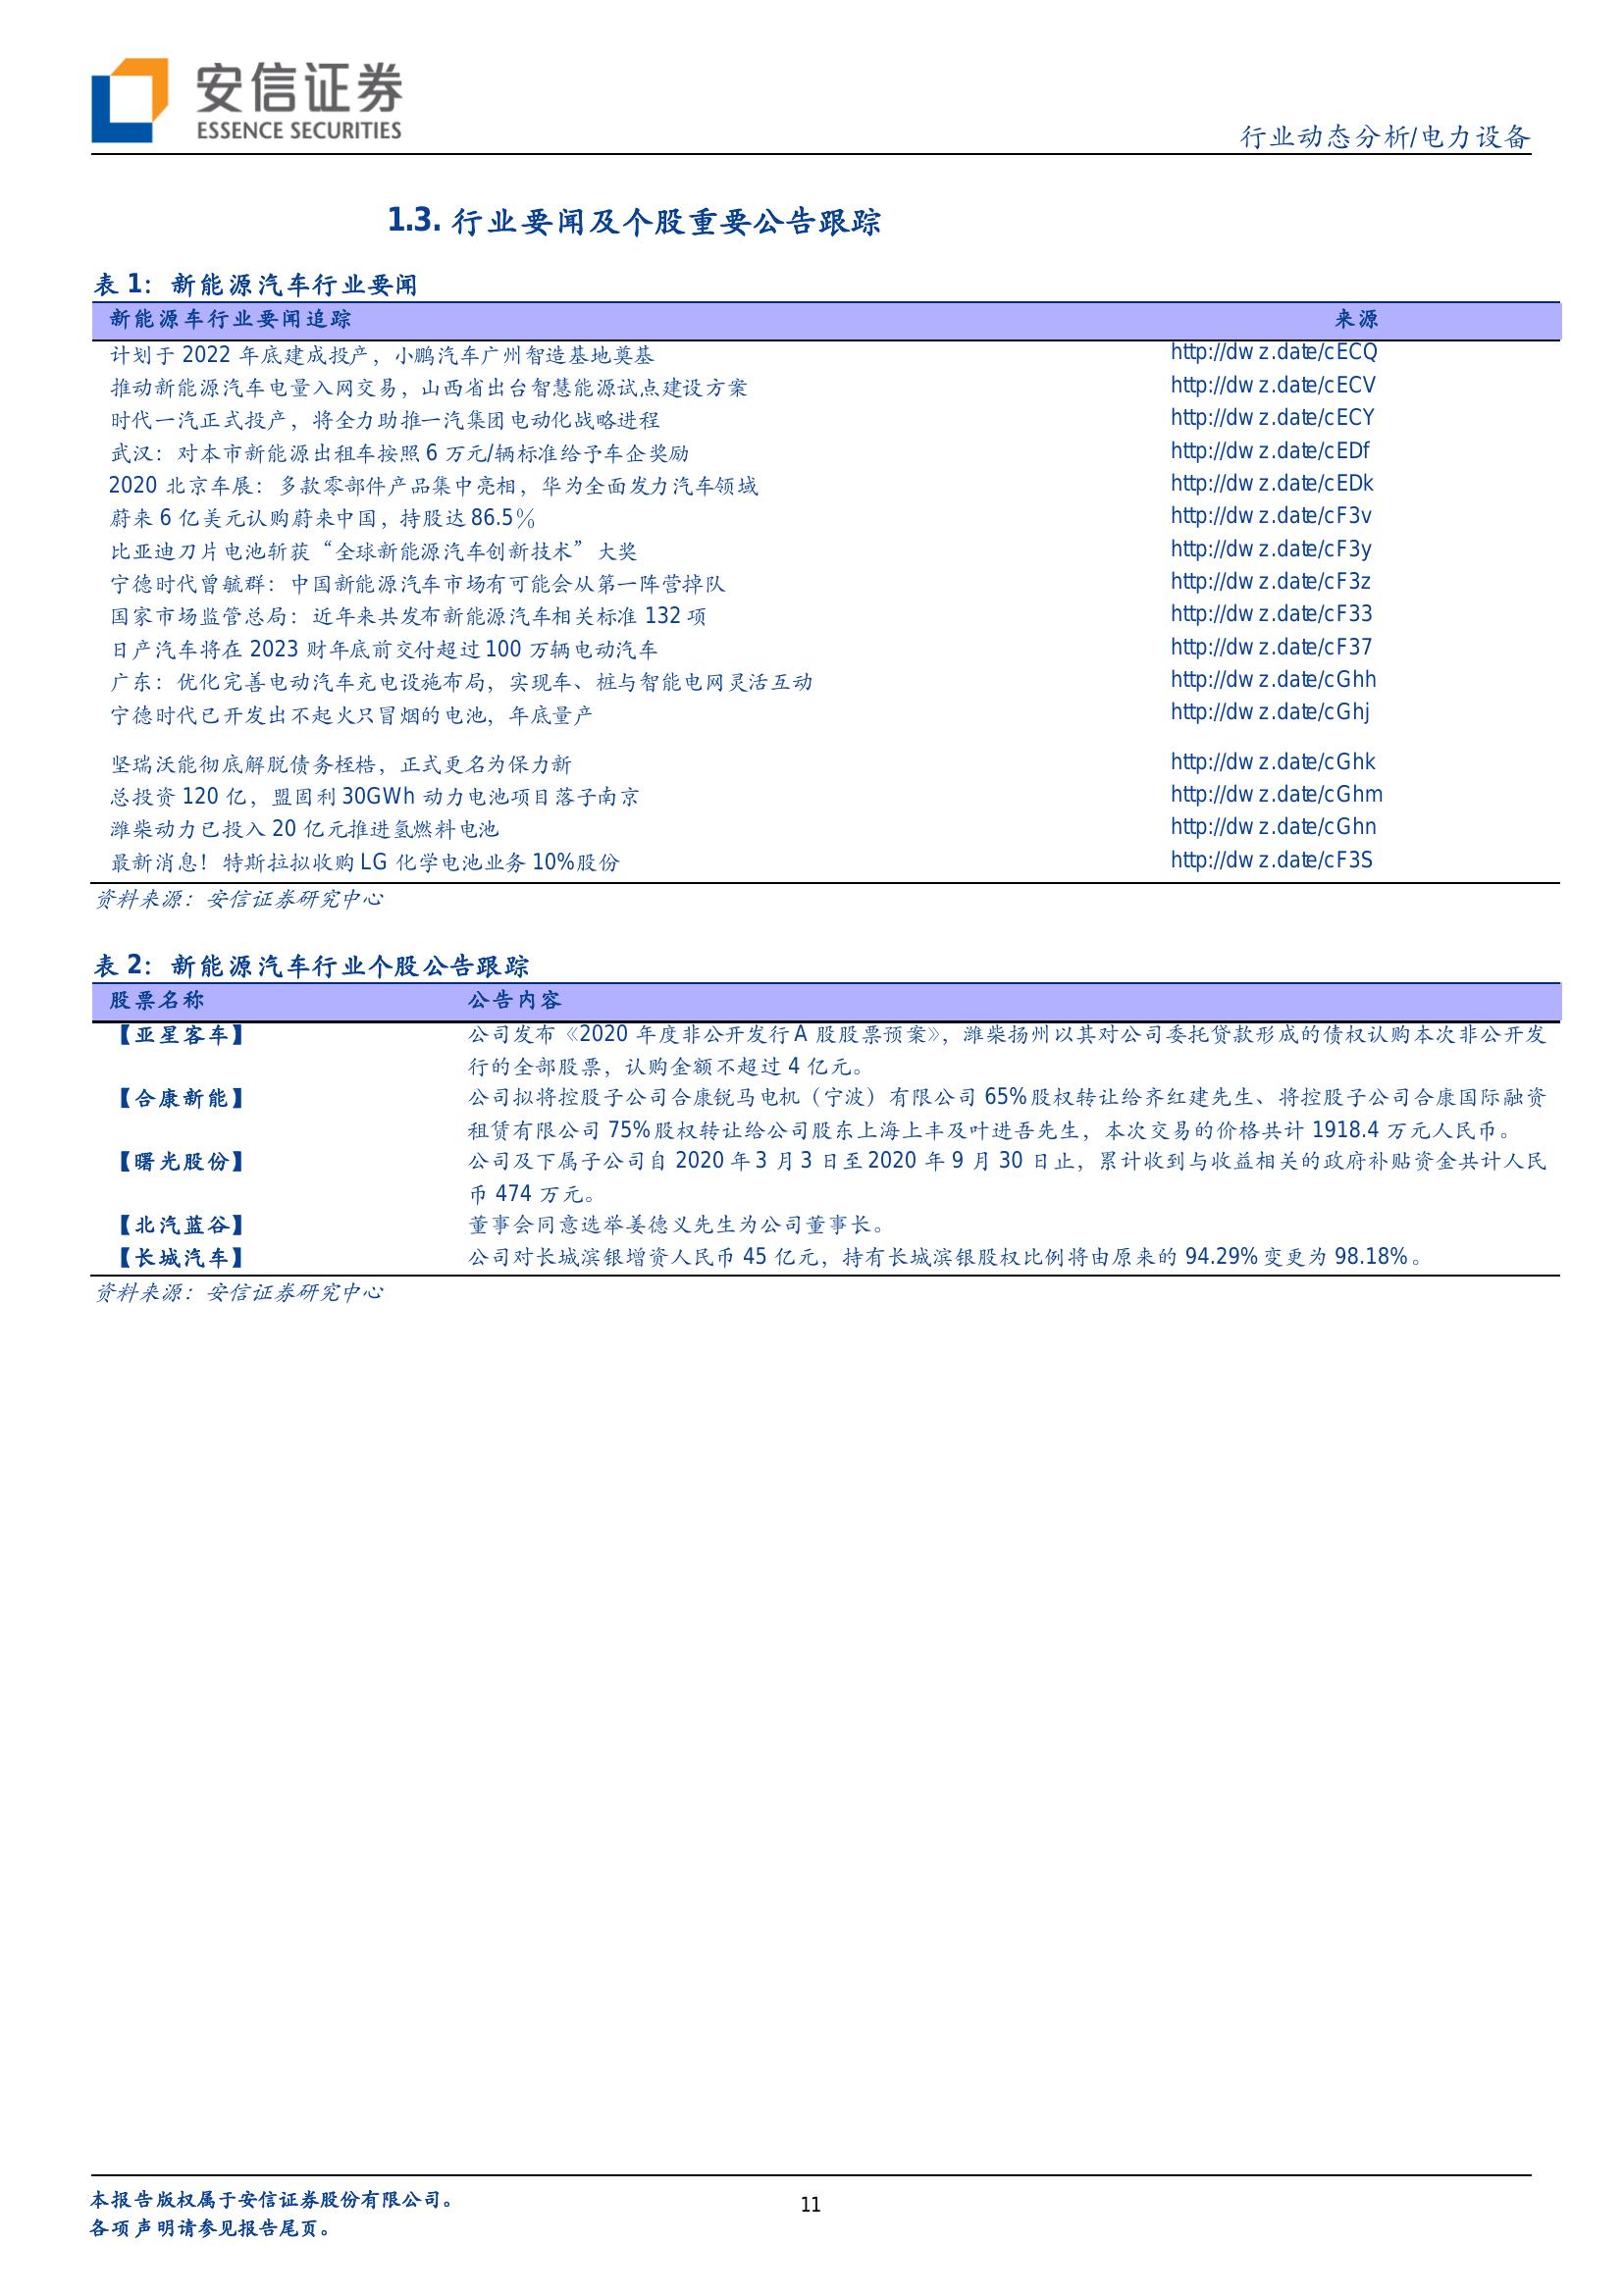 安信证券
ESSENCE SECURITIES
行业动态分析/电力设备
1.3. 行业要闻及个股重要公告跟踪
表 1：新能源汽车行业要闻
新能源车行业要闻追踪 来源
计划于 2022 年底建成投产，小鹏汽车广州智造基地奠基 http://dwz.date/cECQ
推动新能源汽车电量入网交易，山西省出台智慧能源试点建设方案 http://dwz.date/cECV
时代一汽正式投产，将全力助推一汽集团电动化战略进程 http://dwz.date/cECY
武汉：对本市新能源出租车按照 6 万元/辆标准给予车企奖励 http://dwz.date/cEDf
2020 北京车展：多款零部件产品集中亮相，华为全面发力汽车领域 http://dwz.date/cEDk
蔚来 6 亿美元认购蔚来中国，持股达 86.5％ http://dwz.date/cF3v
比亚迪刀片电池斩获“全球新能源汽车创新技术”大奖 http://dwz.date/cF3y
宁德时代曾毓群：中国新能源汽车市场有可能会从第一阵营掉队 http://dwz.date/cF3z
国家市场监管总局：近年来共发布新能源汽车相关标准 132 项 http://dwz.date/cF33
日产汽车将在 2023 财年底前交付超过 100 万辆电动汽车 http://dwz.date/cF37
广东：优化完善电动汽车充电设施布局，实现车、桩与智能电网灵活互动 http://dwz.date/cGhh
宁德时代已开发出不起火只冒烟的电池，年底量产 http://dwz.date/cGhj
坚瑞沃能彻底解脱债务桎梏，正式更名为保力新 http://dwz.date/cGhk
总投资 120 亿，盟固利 30GWh 动力电池项目落子南京 http://dwz.date/cGhm
潍柴动力已投入 20 亿元推进氢燃料电池 http://dwz.date/cGhn
最新消息！特斯拉拟收购 LG 化学电池业务 10%股份 http://dwz.date/cF3S
资料来源：安信证券研究中心
表 2：新能源汽车行业个股公告跟踪
股票名称 公告内容
【亚星客车】 公司发布《2020 年度非公开发行 A 股股票预案》，潍柴扬州以其对公司委托贷款形成的债权认购本次非公开发
行的全部股票，认购金额不超过 4 亿元。
【合康新能】 公司拟将控股子公司合康锐马电机（宁波）有限公司 65%股权转让给齐红建先生、将控股子公司合康国际融资
租赁有限公司 75%股权转让给公司股东上海上丰及叶进吾先生，本次交易的价格共计 1918.4 万元人民币。
【曙光股份】 公司及下属子公司自 2020 年 3 月 3 日至 2020 年 9 月 30 日止，累计收到与收益相关的政府补贴资金共计人民
币 474 万元。
【北汽蓝谷】 董事会同意选举姜德义先生为公司董事长。
【长城汽车】 公司对长城滨银增资人民币 45 亿元，持有长城滨银股权比例将由原来的 94.29%变更为 98.18%。
资料来源：安信证券研究中心
本报告版权属于安信证券股份有限公司。
各项声明请参见报告尾页。
11